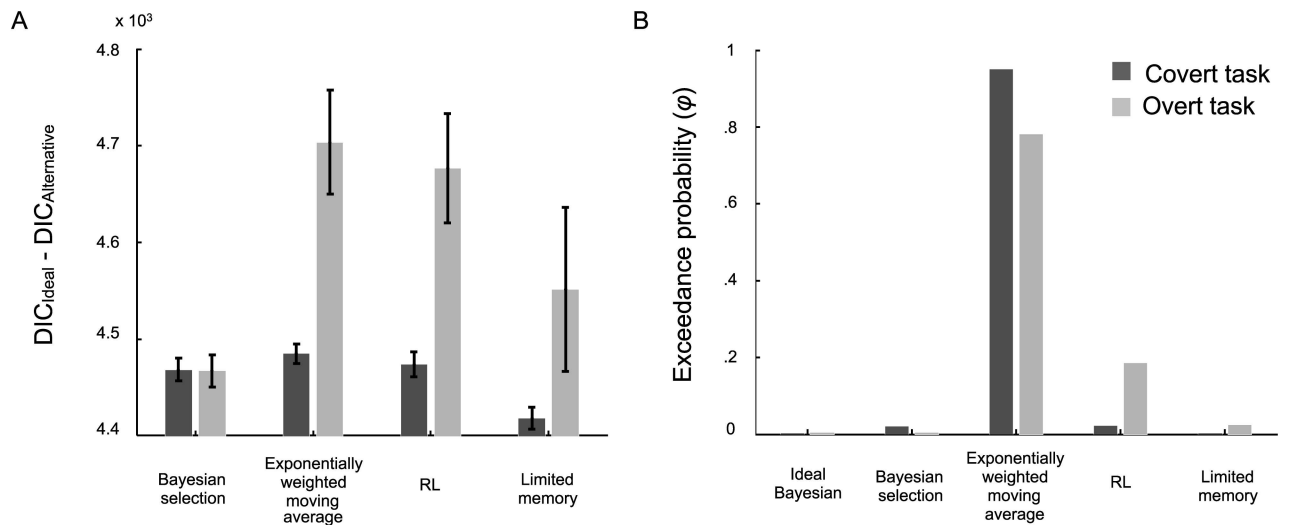 A
x 10³
4.8
4.7
4.6
4.5
4.4
DIC_Ideal - DIC_Alternative
Bayesian
selection
Exponentially
weighted
moving
average
RL
Limited
memory
B
1
.8
.6
.4
.2
0
Exceedance probability (φ)
Covert task
Overt task
Ideal
Bayesian
Bayesian
selection
Exponentially
weighted
moving
average
RL
Limited
memory